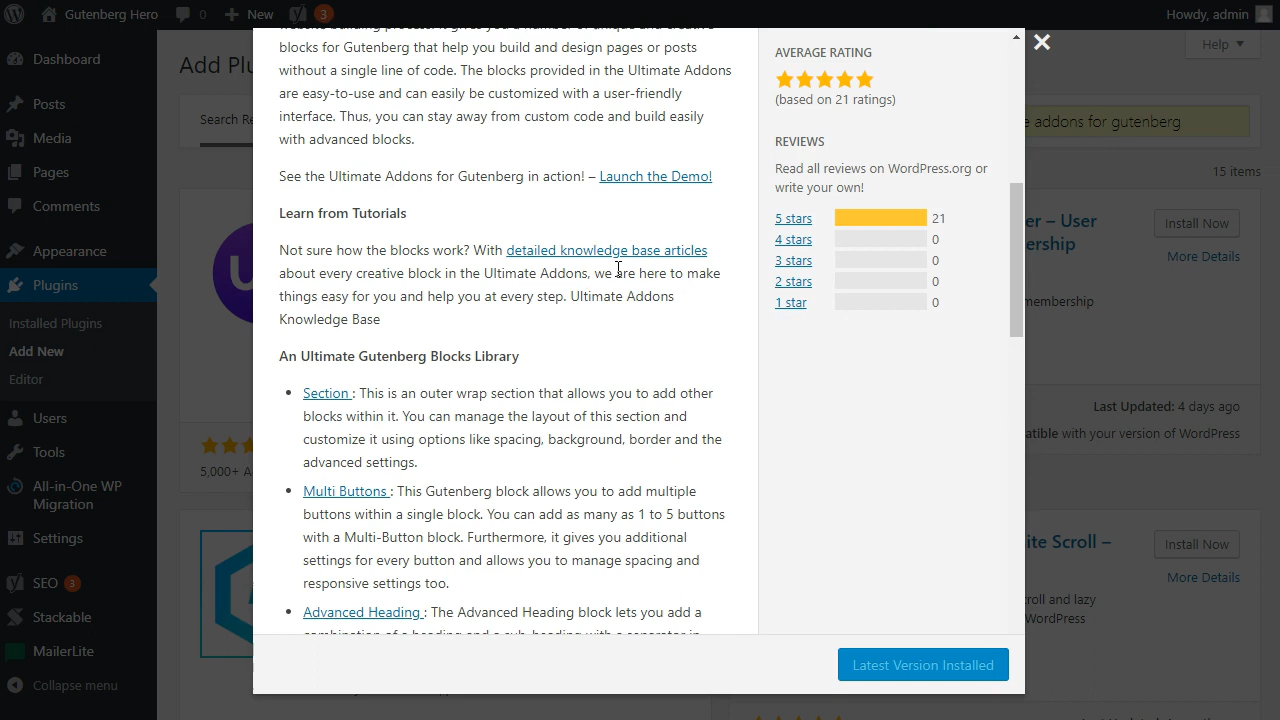 Gutenberg Hero 0 New 3 Howdy, admin
Dashboard
Posts
Media
Pages
Comments
Appearance
Plugins
Installed Plugins
Add New
Editor
Users
Tools
All-in-One WP
Migration
Settings
SEO 3
Stackable
MailerLite
Collapse menu
Add Plu
Help
Search Re
e addons for gutenberg
15 items
blocks for Gutenberg that help you build and design pages or posts
without a single line of code. The blocks provided in the Ultimate Addons
are easy-to-use and can easily be customized with a user-friendly
interface. Thus, you can stay away from custom code and build easily
with advanced blocks.
See the Ultimate Addons for Gutenberg in action! – Launch the Demo!
Learn from Tutorials
Not sure how the blocks work? With detailed knowledge base articles
about every creative block in the Ultimate Addons, we are here to make
things easy for you and help you at every step. Ultimate Addons
Knowledge Base
An Ultimate Gutenberg Blocks Library
Section : This is an outer wrap section that allows you to add other
blocks within it. You can manage the layout of this section and
customize it using options like spacing, background, border and the
advanced settings.
Multi Buttons : This Gutenberg block allows you to add multiple
buttons within a single block. You can add as many as 1 to 5 buttons
with a Multi-Button block. Furthermore, it gives you additional
settings for every button and allows you to manage spacing and
responsive settings too.
Advanced Heading : The Advanced Heading block lets you add a
AVERAGE RATING
(based on 21 ratings)
REVIEWS
Read all reviews on WordPress.org or
write your own!
5 stars 21
4 stars 0
3 stars 0
2 stars 0
1 star 0
Latest Version Installed
er – User
ership
Install Now
More Details
membership
Last Updated: 4 days ago
atible with your version of WordPress
5,000+ A
ite Scroll –
Install Now
More Details
croll and lazy
WordPress